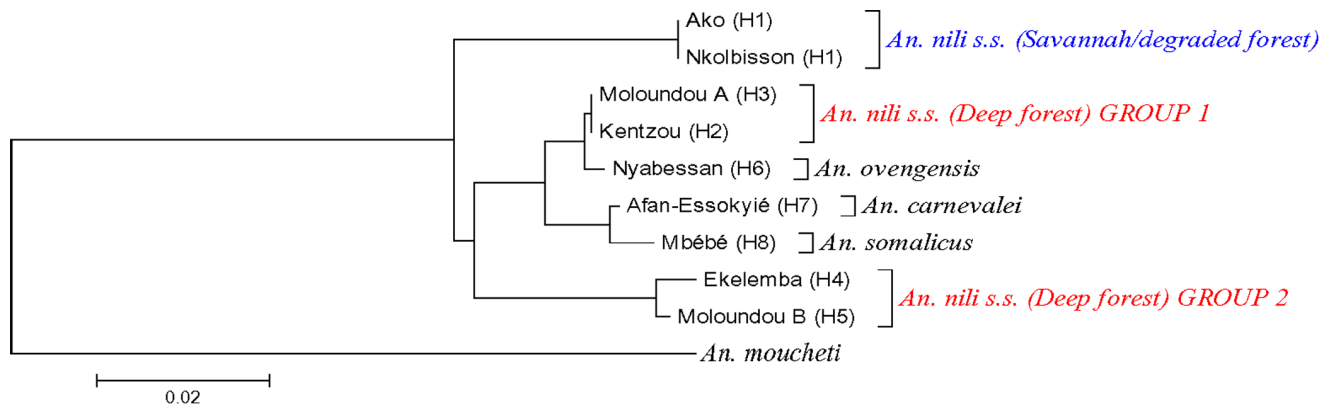 Ako (H1)
Nkolbisson (H1)
An. nili s.s. (Savannah/degraded forest)
Moloundou A (H3)
Kentzou (H2)
An. nili s.s. (Deep forest) GROUP 1
Nyabessan (H6)
An. ovengensis
Afan-Essokyié (H7)
An. carnevalei
Mbébé (H8)
An. somalicus
Ekelemba (H4)
Moloundou B (H5)
An. nili s.s. (Deep forest) GROUP 2
An. moucheti
0.02